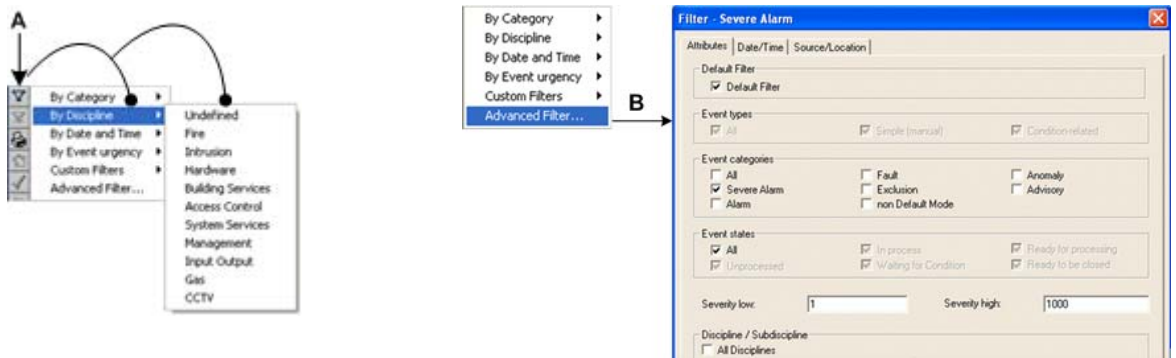 A
By Category
By Discipline
By Date and Time
By Event urgency
Custom Filters
Advanced Filter...
Undefined
Fire
Intrusion
Hardware
Building Services
Access Control
System Services
Management
Input Output
Gas
CCTV
By Category
By Discipline
By Date and Time
By Event urgency
Custom Filters
Advanced Filter...
B
Filter - Severe Alarm
Attributes Date/Time Source/Location
Default Filter
Default Filter
Event types
All Simple (manual) Condition-related
Event categories
All Fault Anomaly
Severe Alarm Exclusion Advisory
Alarm non Default Mode
Event states
All In process Ready for processing
Unprocessed Waiting for Condition Ready to be closed
Severity low: 1 Severity high: 1000
Discipline / Subdiscipline
All Disciplines